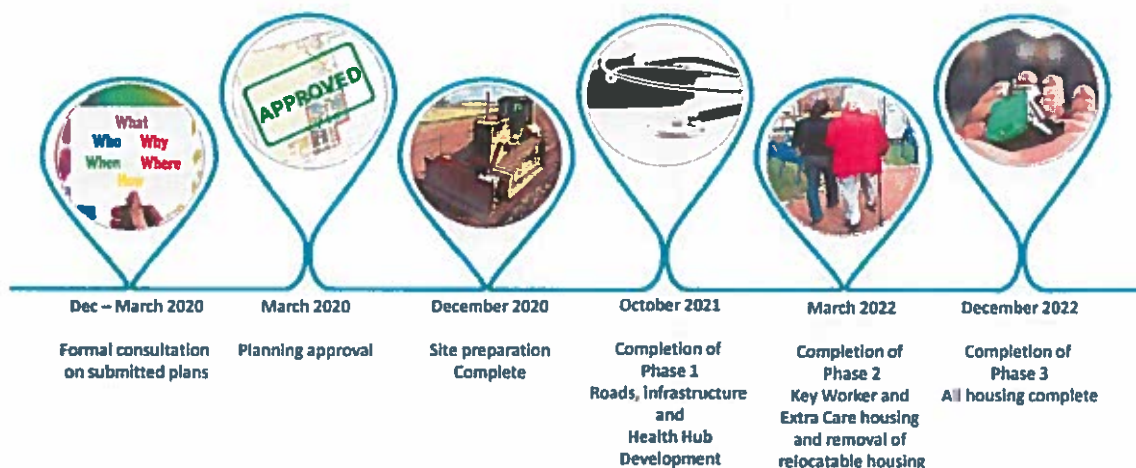 What
Who Why
When Where
How
APPROVED
Dec – March 2020
Formal consultation
on submitted plans
March 2020
Planning approval
December 2020
Site preparation
Complete
October 2021
Completion of
Phase 1
Roads, infrastructure
and
Health Hub
Development
March 2022
Completion of
Phase 2
Key Worker and
Extra Care housing
and removal of
relocatable housing
December 2022
Completion of
Phase 3
All housing complete